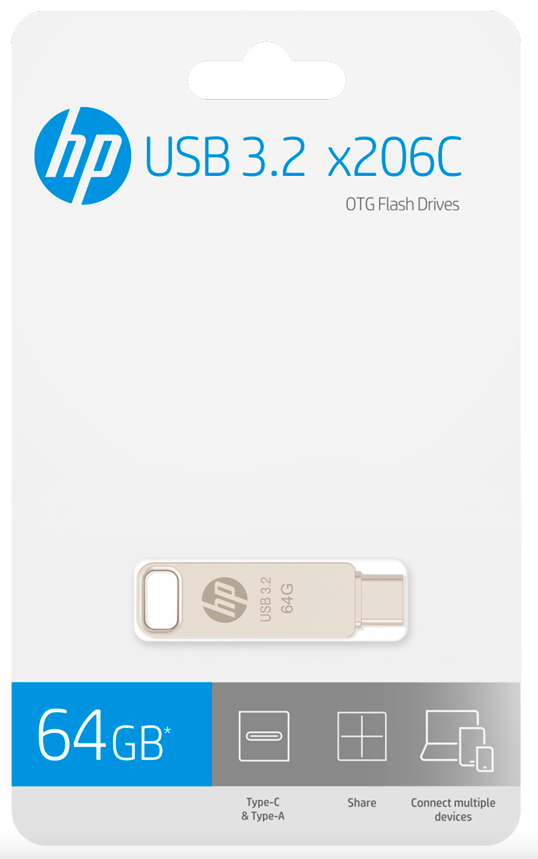 hp USB 3.2 x206C
OTG Flash Drives
hp
USB 3.2
64G
64GB*
Type-C
& Type-A
Share
Connect multiple
devices